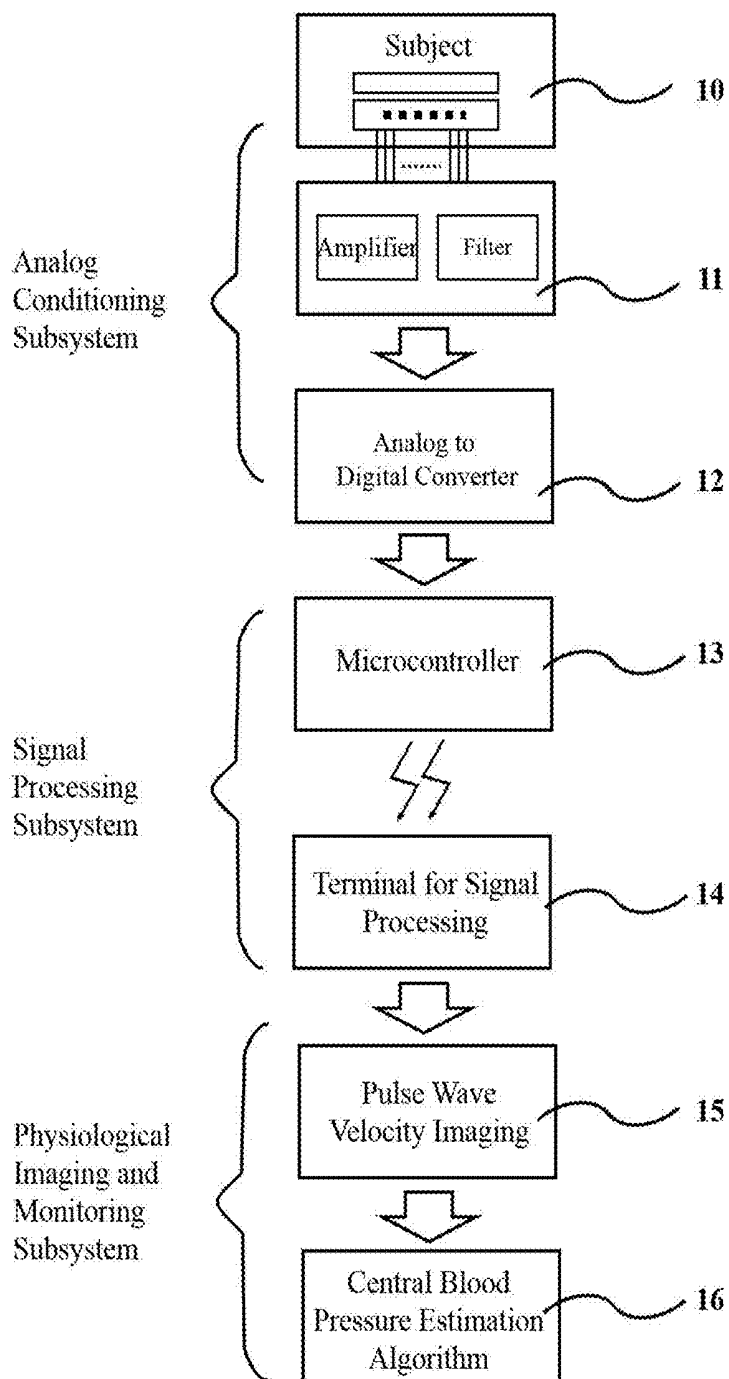 Subject
10
Amplifier
Filter
11
Analog
Conditioning
Subsystem
Analog to
Digital Converter
12
Microcontroller
13
Signal
Processing
Subsystem
Terminal for Signal
Processing
14
Pulse Wave
Velocity Imaging
15
Physiological
Imaging and
Monitoring
Subsystem
Central Blood
Pressure Estimation
Algorithm
16